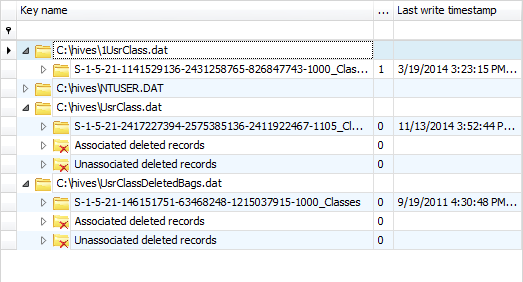 Key name ... Last write timestamp
C:\hives\1UsrClass.dat
S-1-5-21-1141529136-2431258765-826847743-1000_Clas... 1 3/19/2014 3:23:15 PM...
C:\hives\NTUSER.DAT
C:\hives\UsrClass.dat
S-1-5-21-2417227394-2575385136-2411922467-1105_Cl... 0 11/13/2014 3:52:44 P...
Associated deleted records 0
Unassociated deleted records 0
C:\hives\UsrClassDeletedBags.dat
S-1-5-21-146151751-63468248-1215037915-1000_Classes 0 9/19/2011 4:30:48 PM...
Associated deleted records 0
Unassociated deleted records 0